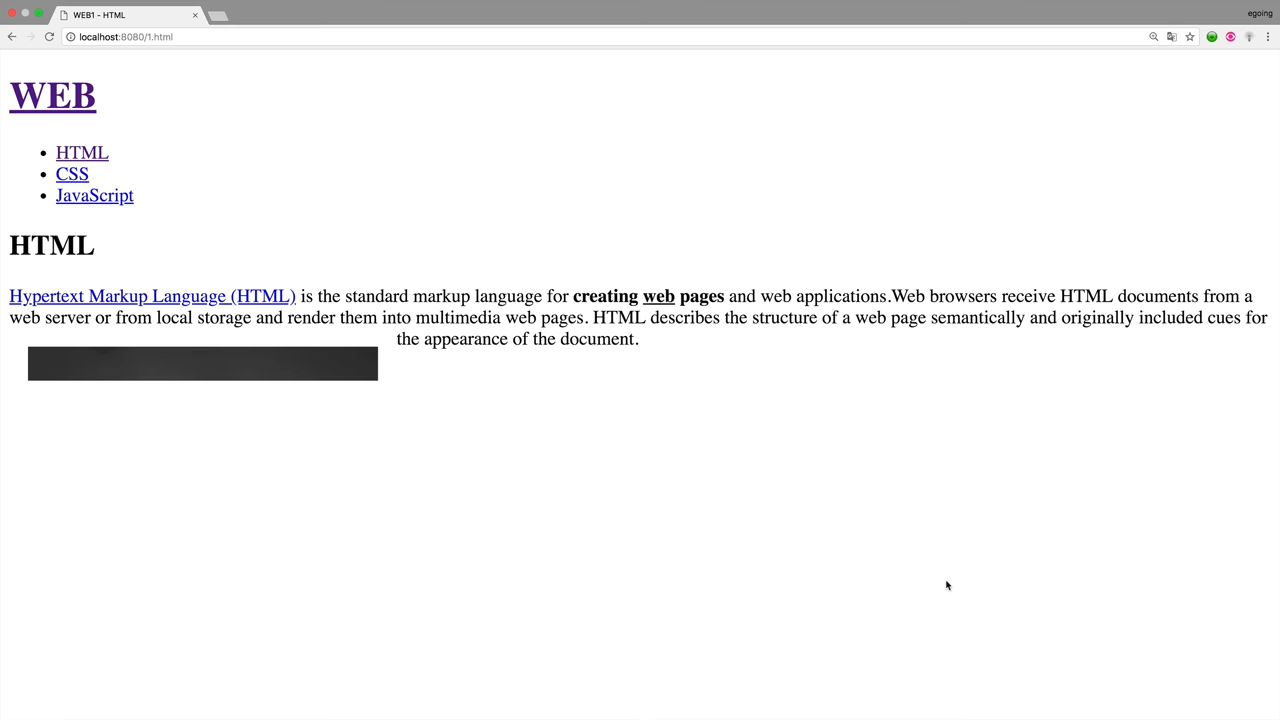 WEB1 - HTML
egoing
localhost:8080/1.html
WEB
HTML
CSS
JavaScript
HTML
Hypertext Markup Language (HTML) is the standard markup language for creating web pages and web applications.Web browsers receive HTML documents from a
web server or from local storage and render them into multimedia web pages. HTML describes the structure of a web page semantically and originally included cues for
the appearance of the document.